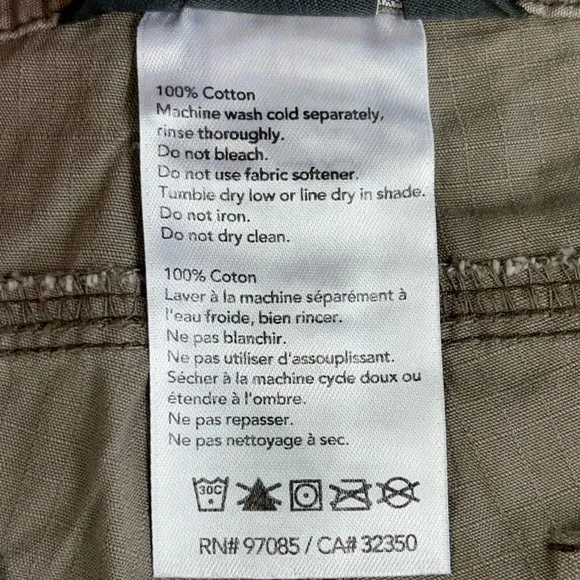 100% Cotton
Machine wash cold separately,
rinse thoroughly.
Do not bleach.
Do not use fabric softener.
Tumble dry low or line dry in shade.
Do not iron.
Do not dry clean.
100% Coton
Laver à la machine séparément à
l'eau froide, bien rincer.
Ne pas blanchir.
Ne pas utiliser d'assouplissant.
Sécher à la machine cycle doux ou
étendre à l'ombre.
Ne pas repasser.
Ne pas nettoyage à sec.
30C
RN# 97085 / CA# 32350